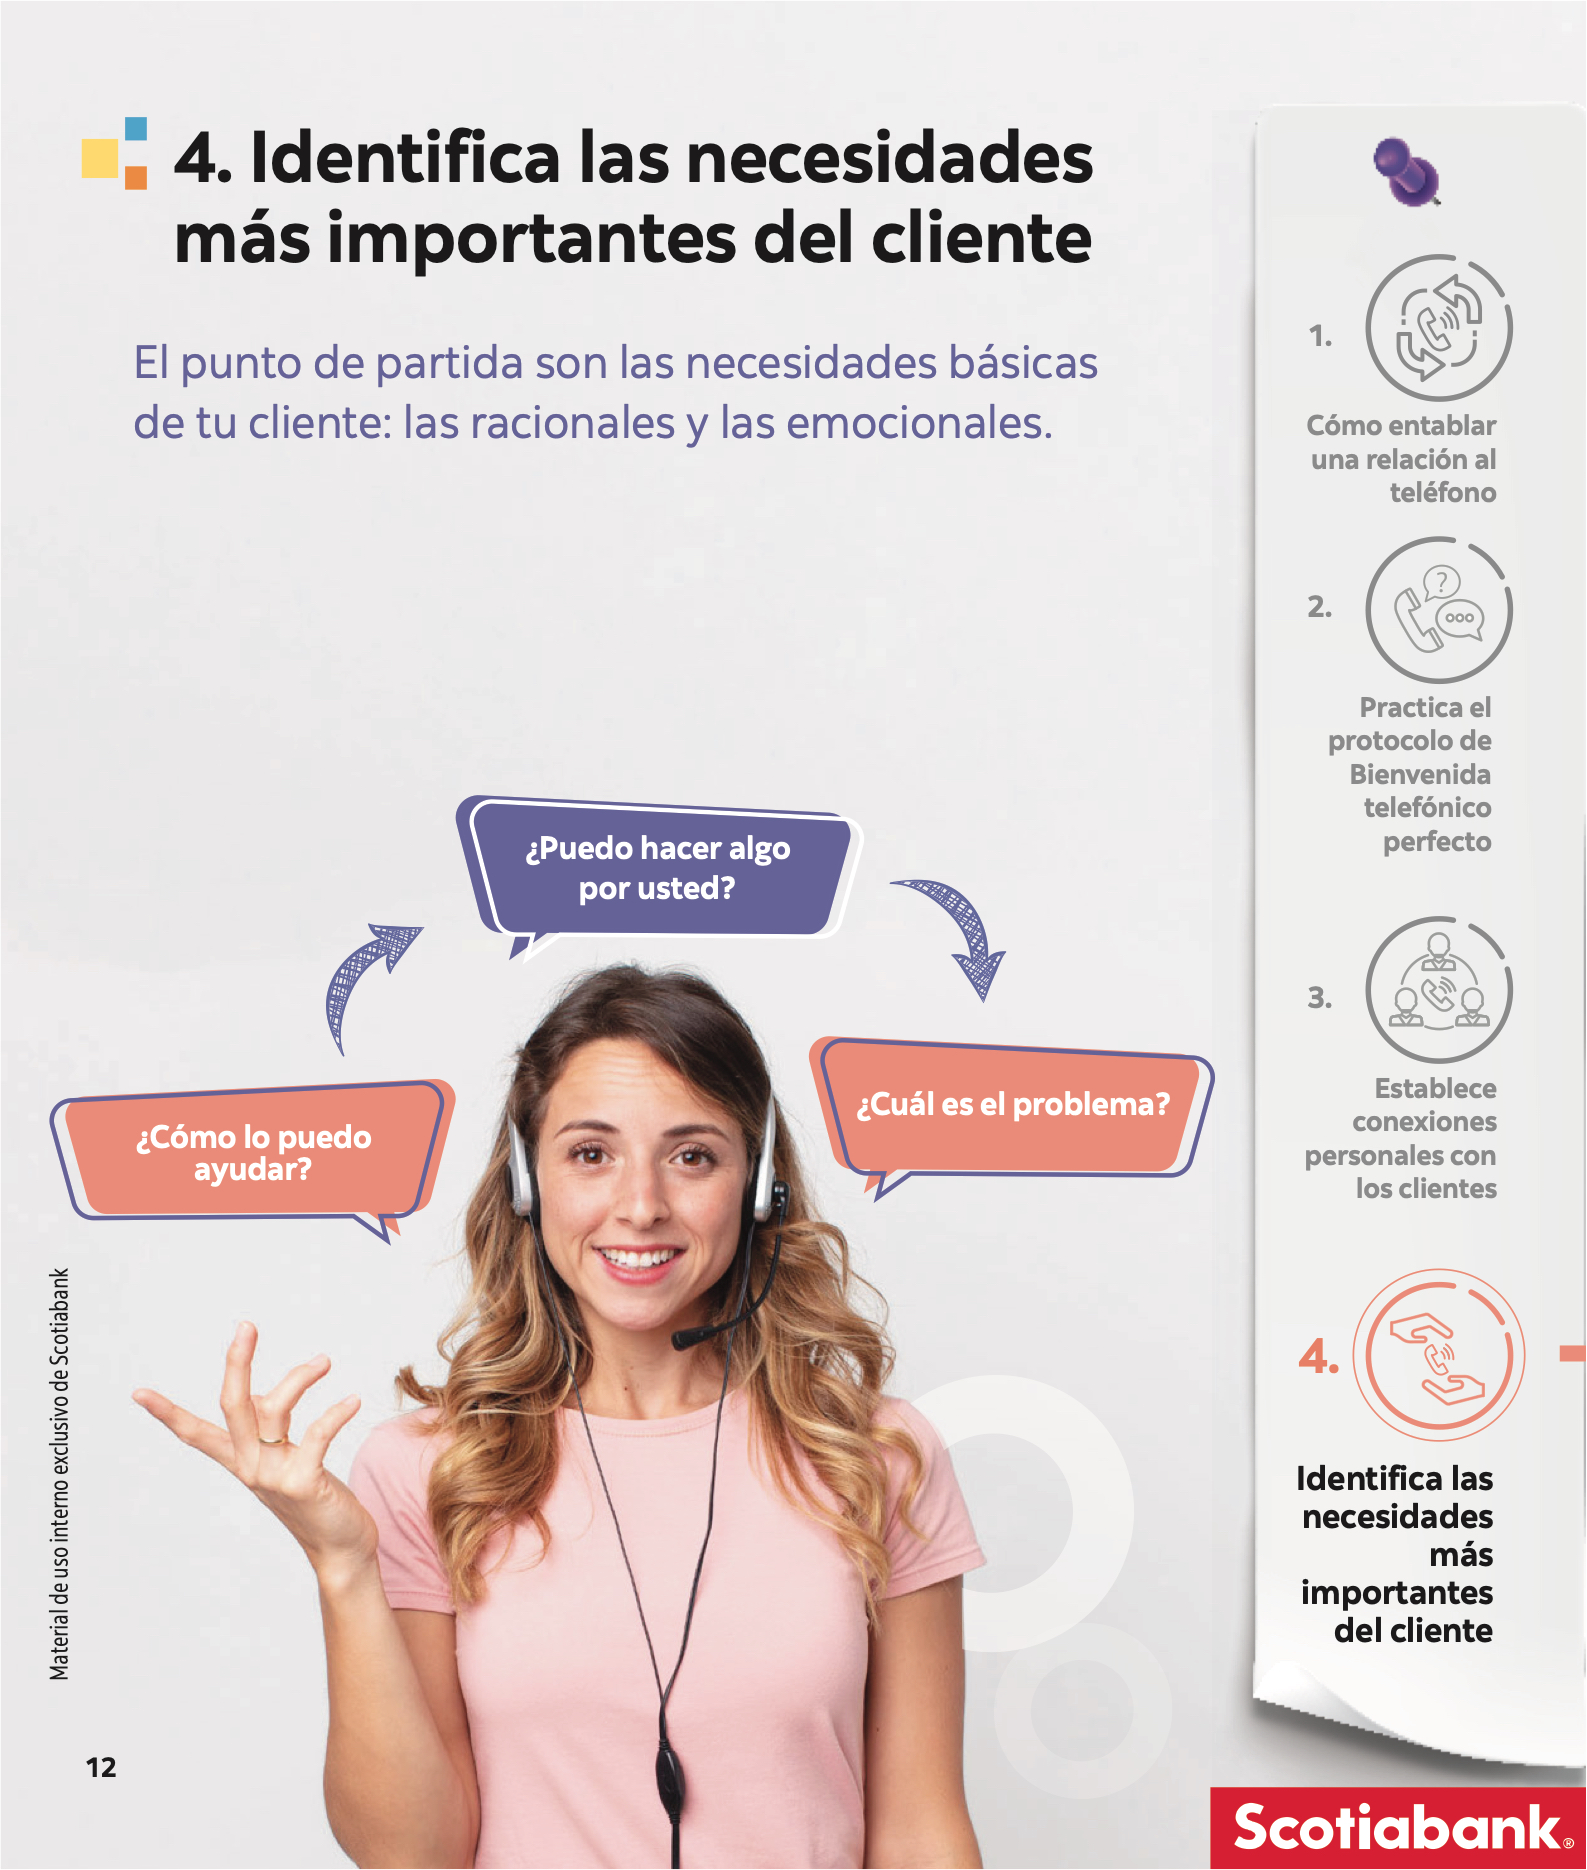 4. Identifica las necesidades
más importantes del cliente
El punto de partida son las necesidades básicas
de tu cliente: las racionales y las emocionales.
¿Puedo hacer algo
por usted?
¿Cómo lo puedo
ayudar?
¿Cuál es el problema?
1.
Cómo entablar
una relación al
teléfono
2.
?
Practica el
protocolo de
Bienvenida
telefónico
perfecto
3.
Establece
conexiones
personales con
los clientes
4.
Identifica las
necesidades
más
importantes
del cliente
Material de uso interno exclusivo de Scotiabank
12
Scotiabank®